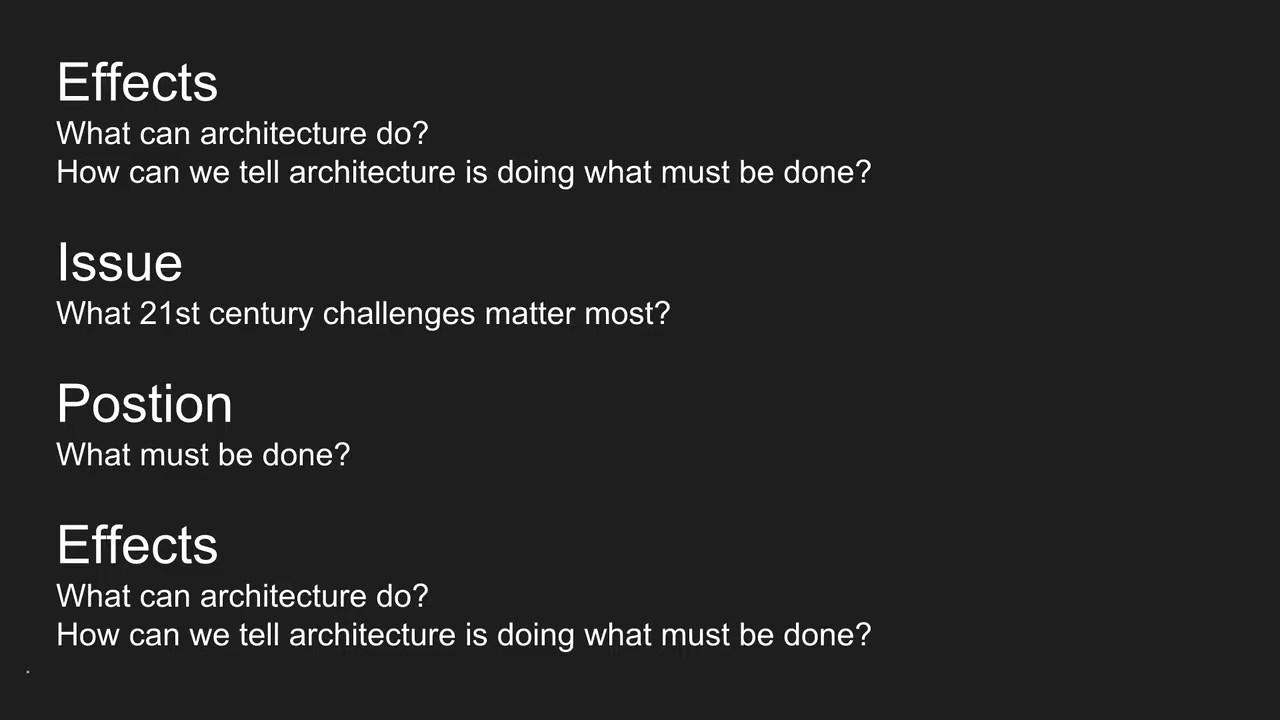 Effects
What can architecture do?
How can we tell architecture is doing what must be done?
Issue
What 21st century challenges matter most?
Postion
What must be done?
Effects
What can architecture do?
How can we tell architecture is doing what must be done?
.